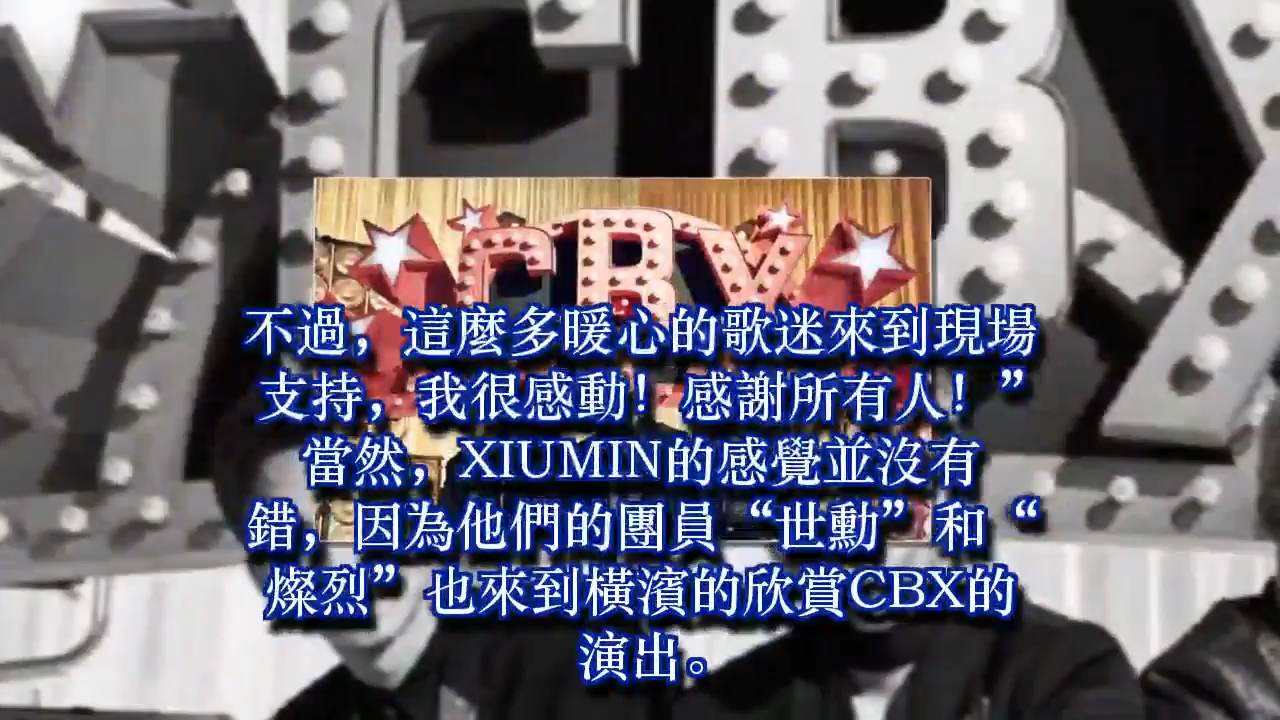 CBX
不過，這麼多暖心的歌迷來到現場
支持，我很感動！感謝所有人！”
當然，XIUMIN的感覺並沒有
錯，因為他們的團員“世勳”和“
燦烈”也來到橫濱的欣賞CBX的
演出。